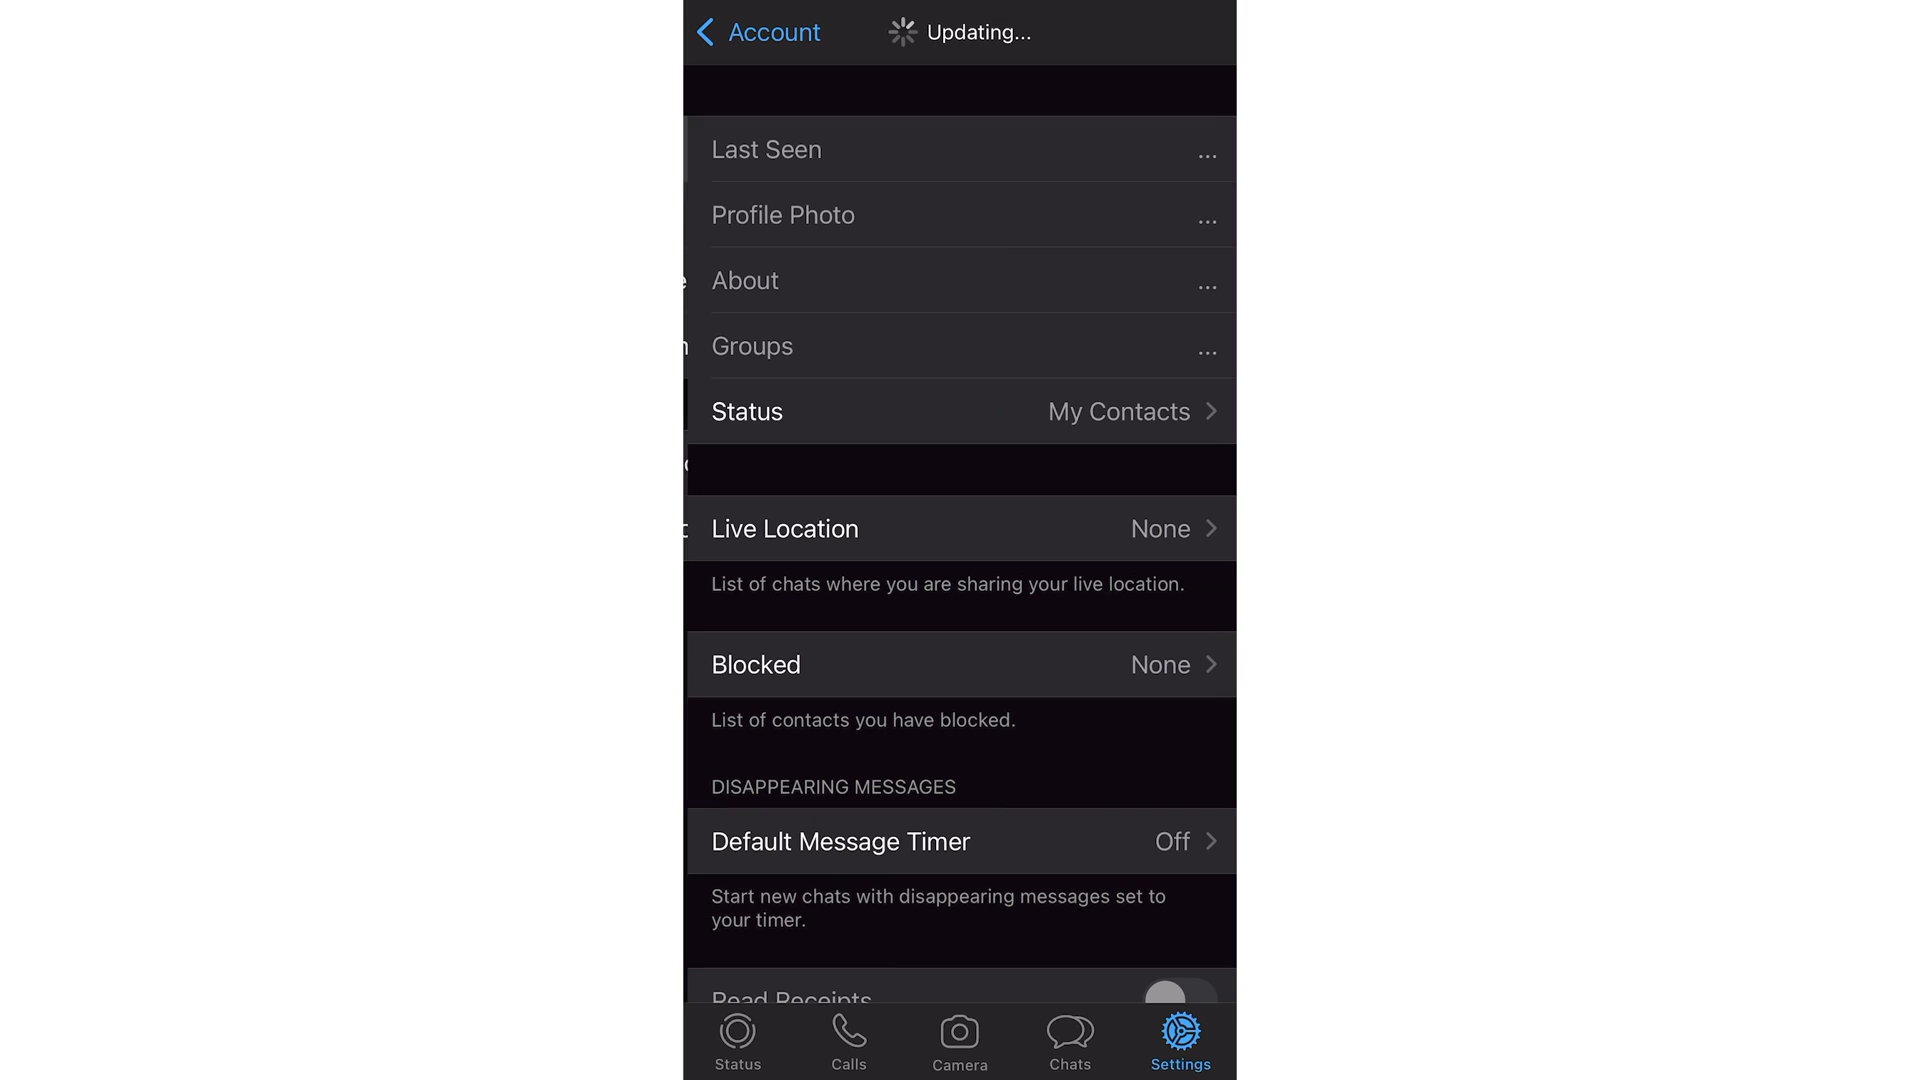 Account
Updating...
Last Seen ...
Profile Photo ...
About ...
Groups ...
Status My Contacts
Live Location None
List of chats where you are sharing your live location.
Blocked None
List of contacts you have blocked.
DISAPPEARING MESSAGES
Default Message Timer Off
Start new chats with disappearing messages set to
your timer.
Read Receipts
Status Calls Camera Chats Settings